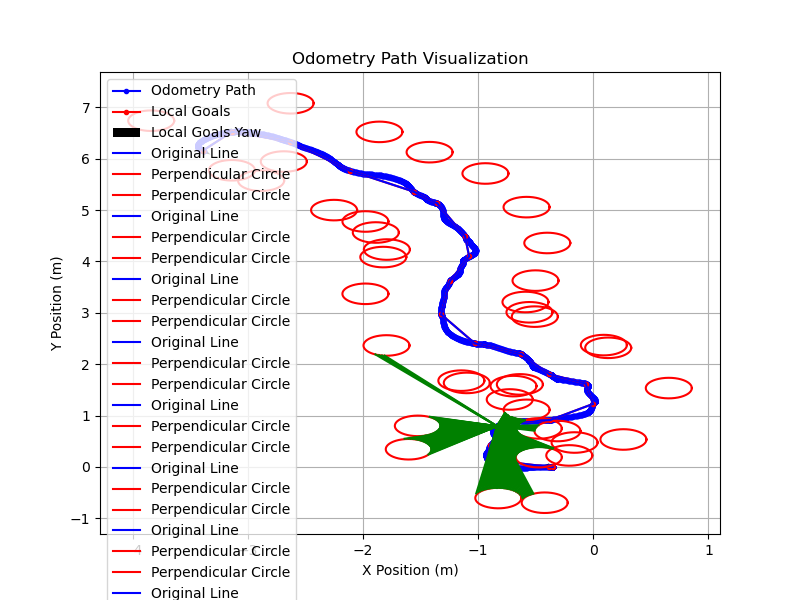 Odometry Path Visualization
Odometry Path
Local Goals
Local Goals Yaw
Original Line
Perpendicular Circle
Perpendicular Circle
Original Line
Perpendicular Circle
Perpendicular Circle
Original Line
Perpendicular Circle
Perpendicular Circle
Original Line
Perpendicular Circle
Perpendicular Circle
Original Line
Perpendicular Circle
Perpendicular Circle
Original Line
Perpendicular Circle
Perpendicular Circle
Original Line
Perpendicular Circle
Perpendicular Circle
Original Line
Y Position (m)
7
6
5
4
3
2
1
0
−1
−2
−1
0
1
X Position (m)